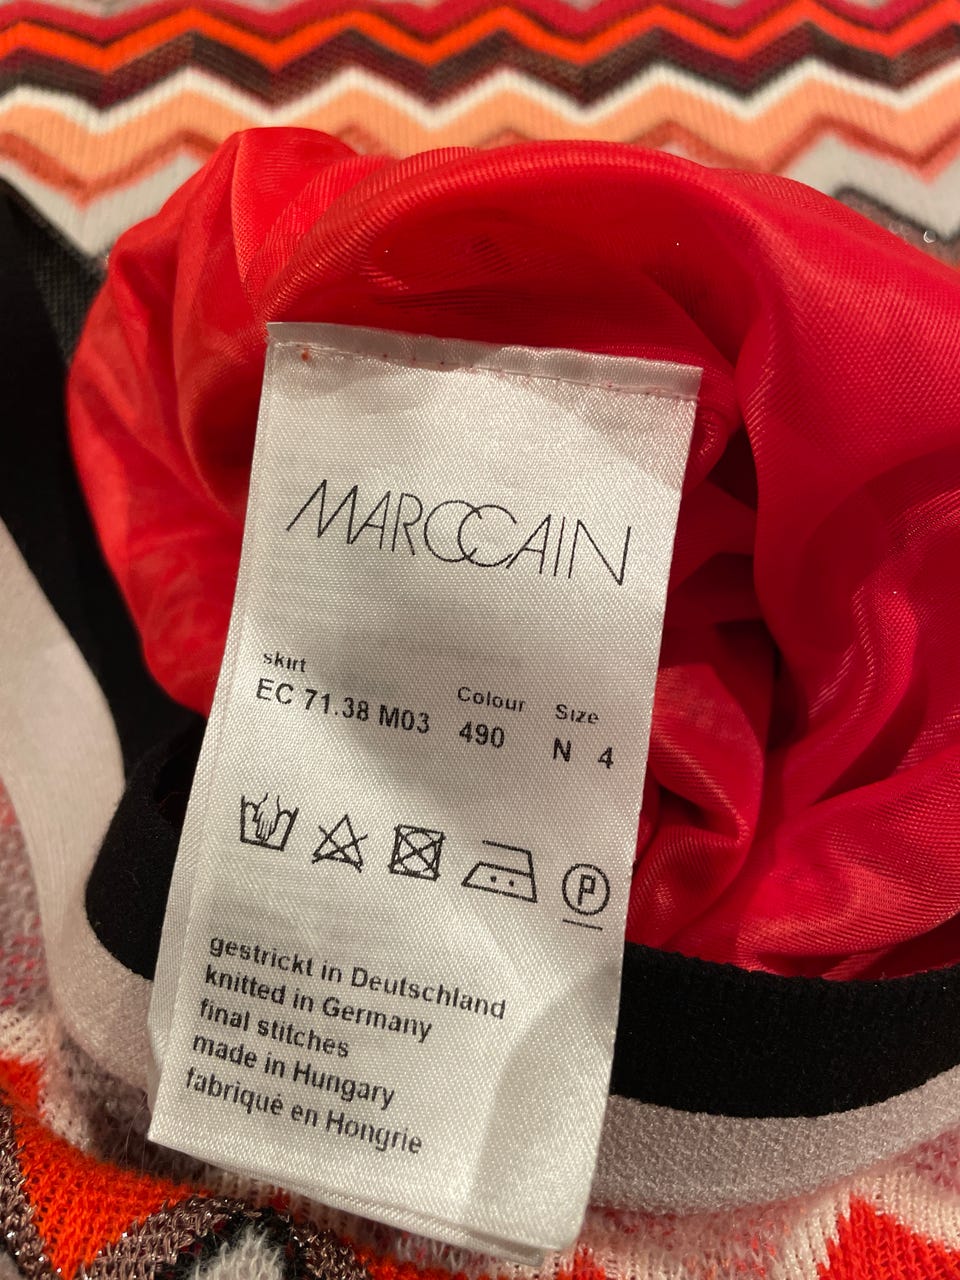 MARCCAIN
skirt
Colour Size
EC 71.38 M03 490 N 4
P
gestrickt in Deutschland
knitted in Germany
final stitches
made in Hungary
fabriqué en Hongrie